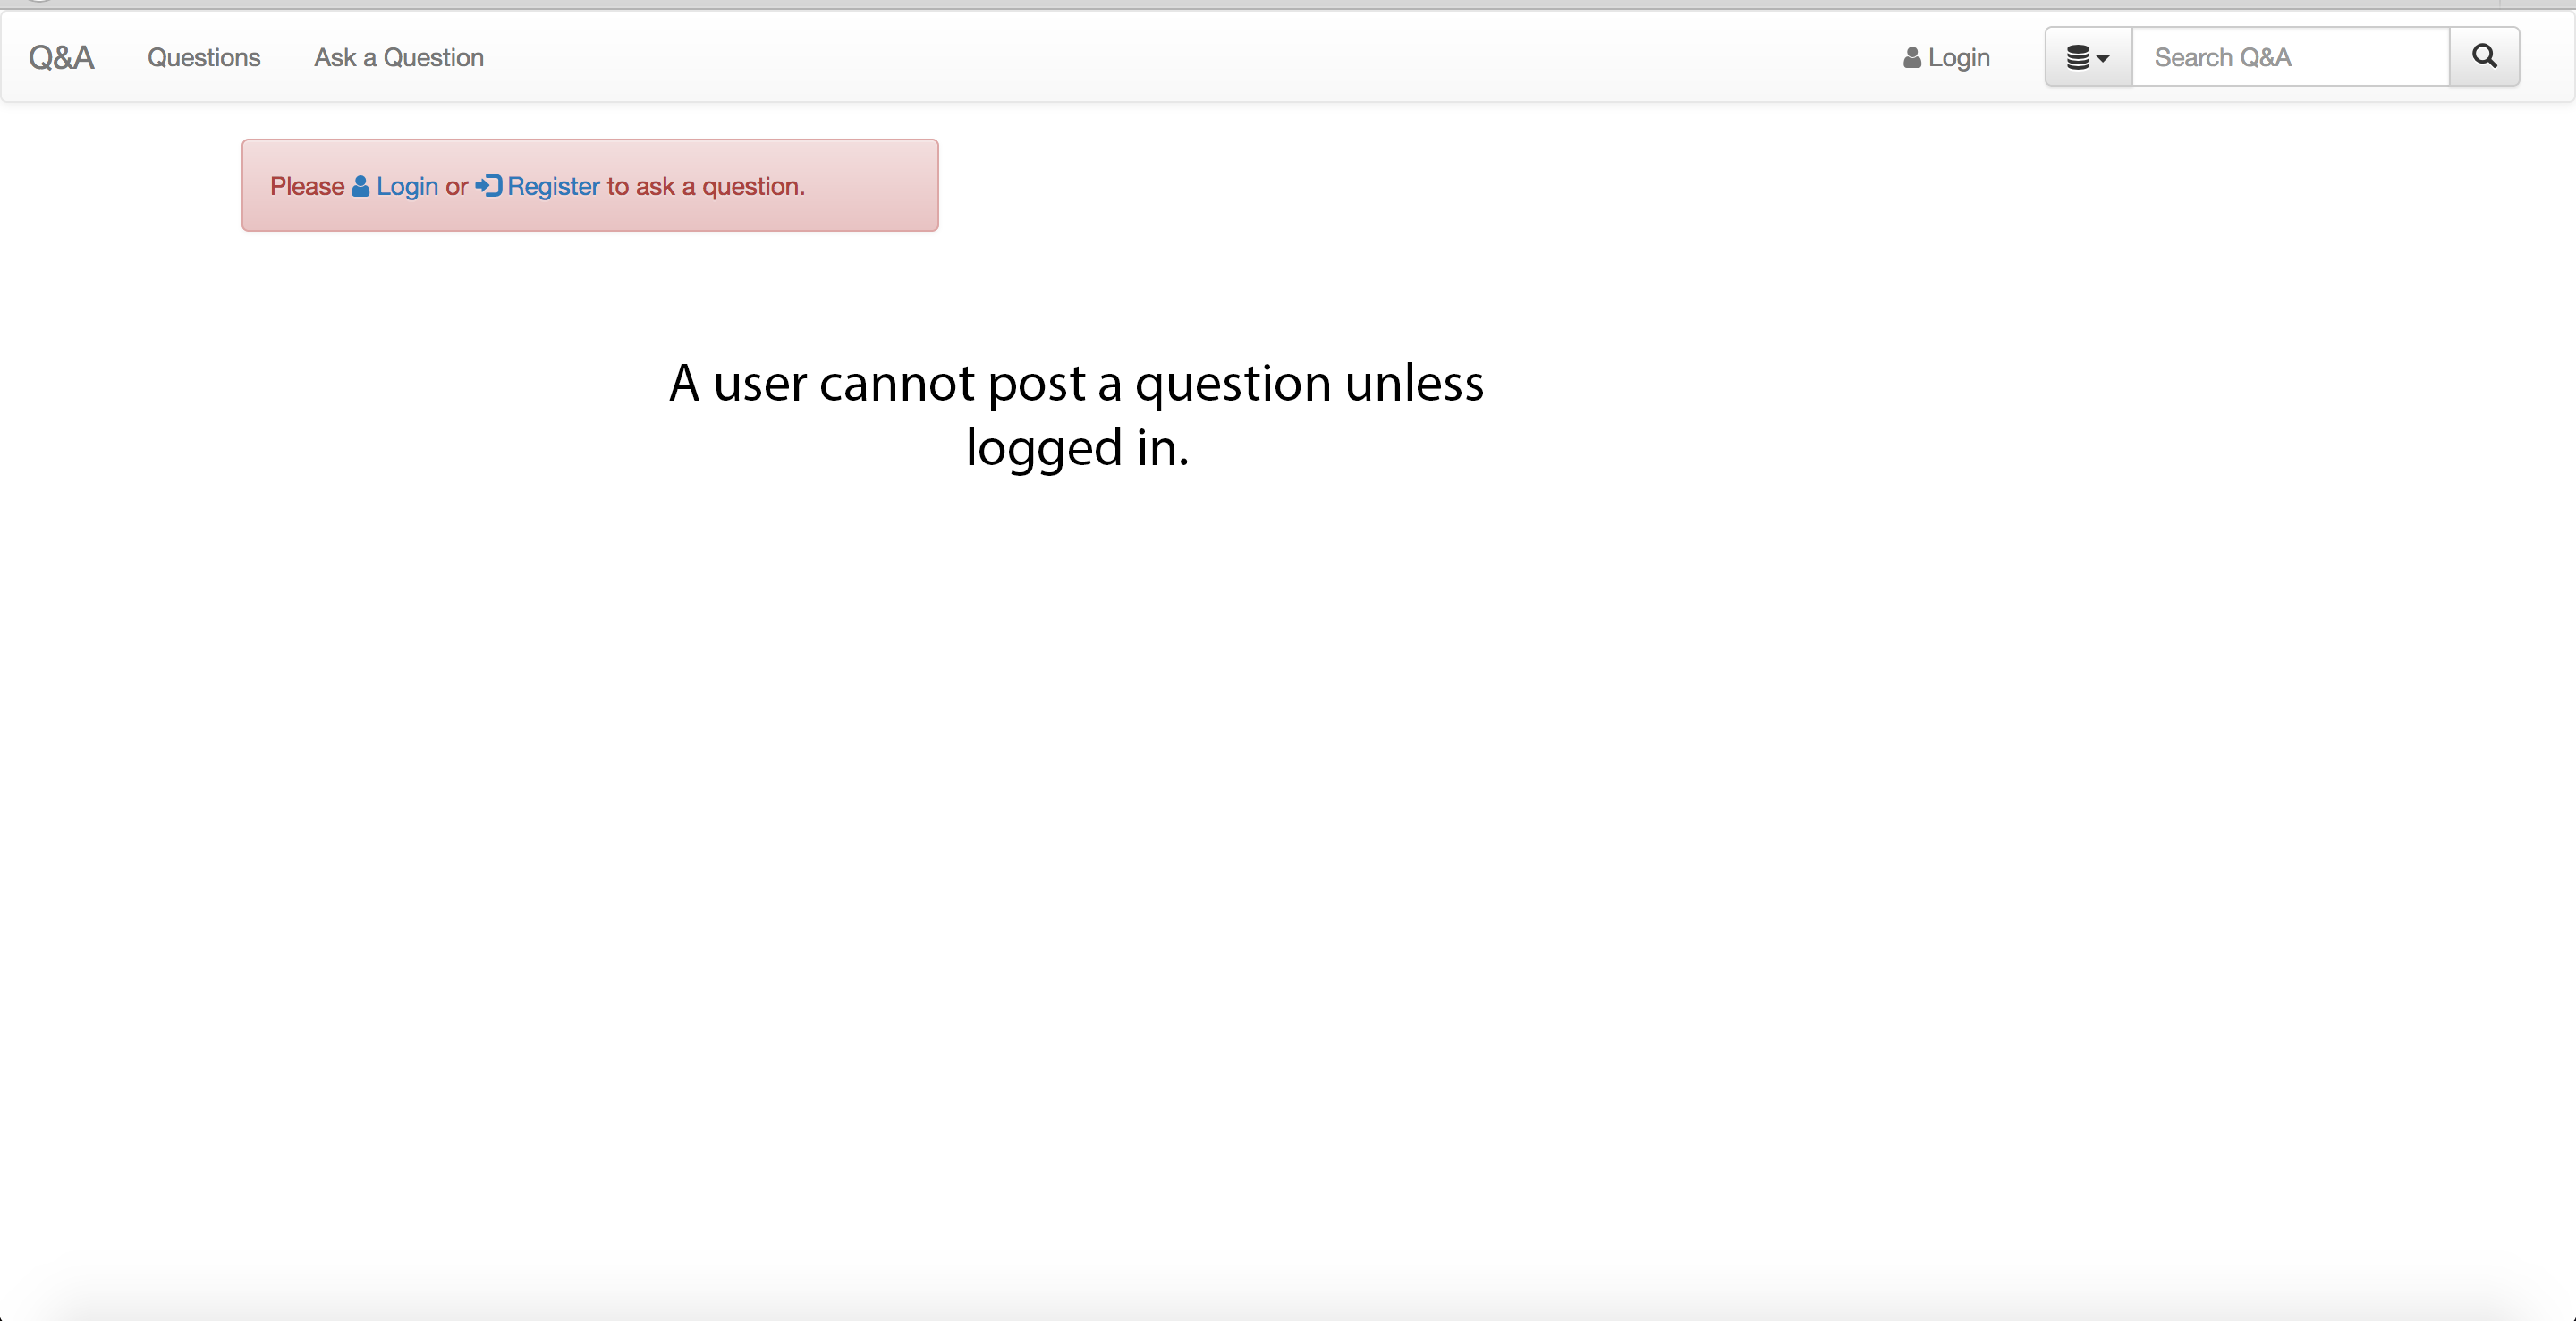 Q&A Questions Ask a Question Login Search Q&A
Please Login or Register to ask a question.
A user cannot post a question unless
logged in.